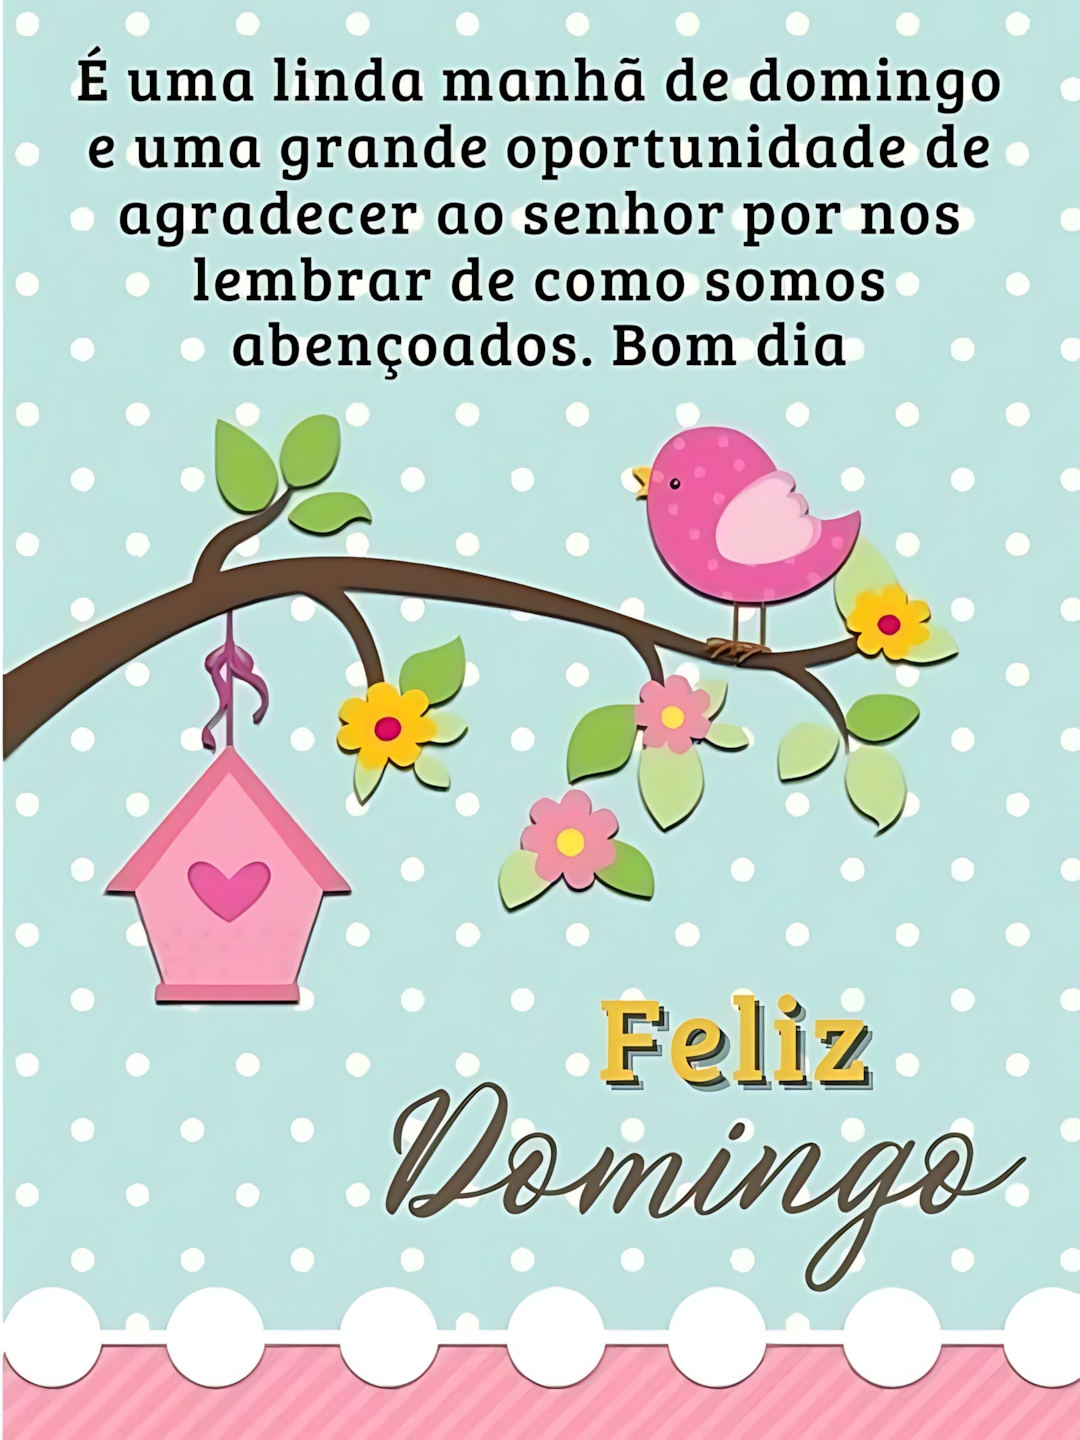 É uma linda manhã de domingo
e uma grande oportunidade de
agradecer ao senhor por nos
lembrar de como somos
abençoados. Bom dia
Feliz
Domingo